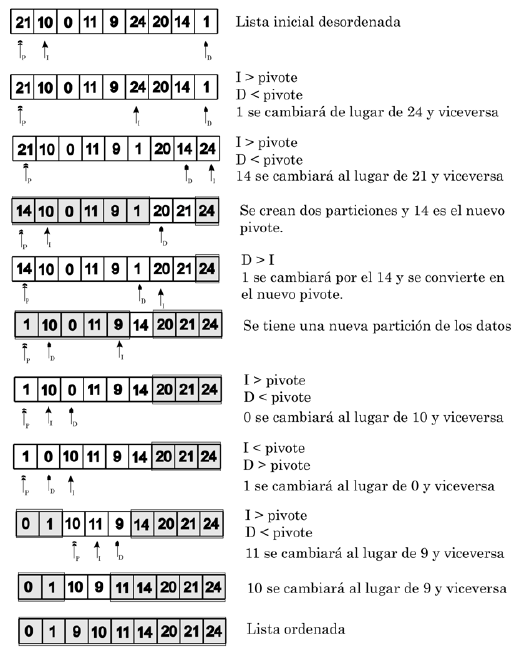 21 10 0 11 9 24 20 14 1 Lista inicial desordenada
P I D
21 10 0 11 9 24 20 14 1 I > pivote
D < pivote
P I D
1 se cambiará de lugar de 24 y viceversa
21 10 0 11 9 1 20 14 24 I > pivote
D < pivote
P D I
14 se cambiará al lugar de 21 y viceversa
14 10 0 11 9 1 20 21 24 Se crean dos particiones y 14 es el nuevo
pivote.
P I D
14 10 0 11 9 1 20 21 24 D > I
1 se cambiará por el 14 y se convierte en
P D I
el nuevo pivote.
1 10 0 11 9 14 20 21 24 Se tiene una nueva partición de los datos
P D I
1 10 0 11 9 14 20 21 24 I > pivote
D < pivote
P I D
0 se cambiará al lugar de 10 y viceversa
1 0 10 11 9 14 20 21 24 I < pivote
D > pivote
P D I
1 se cambiará al lugar de 0 y viceversa
0 1 10 11 9 14 20 21 24 I > pivote
D < pivote
P I D
11 se cambiará al lugar de 9 y viceversa
0 1 10 9 11 14 20 21 24 10 se cambiará al lugar de 9 y viceversa
0 1 9 10 11 14 20 21 24 Lista ordenada